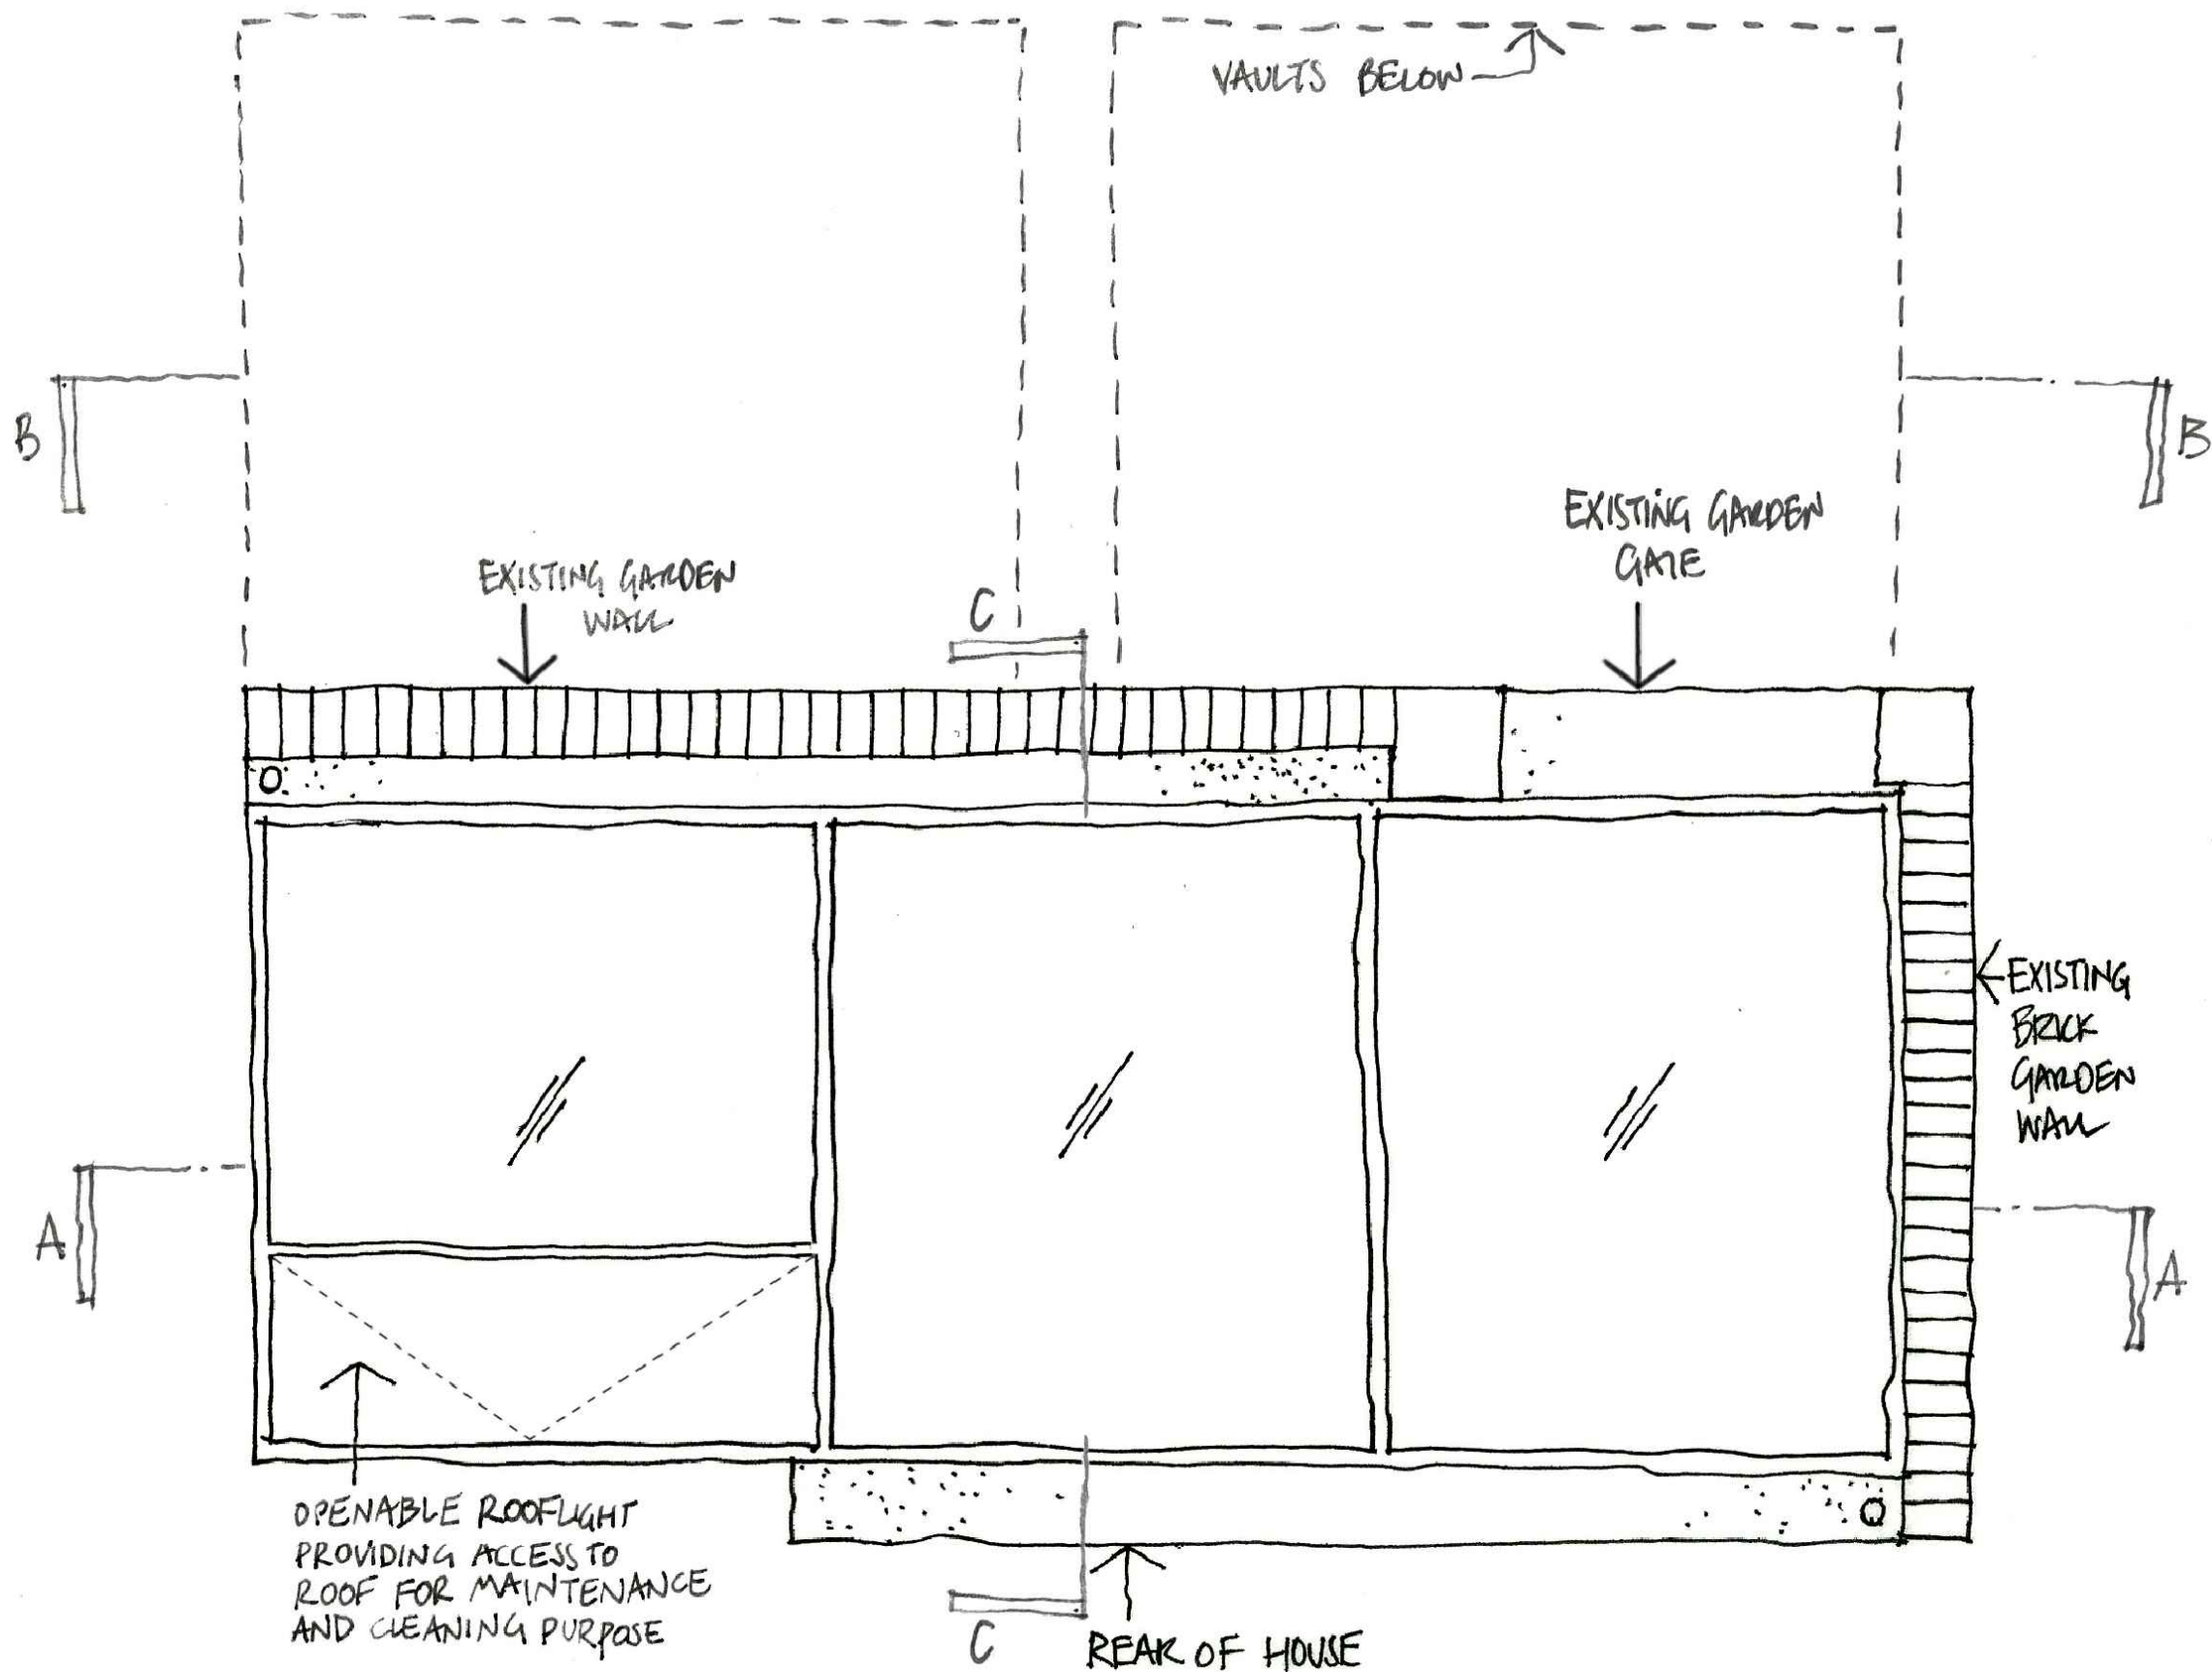 VAULTS BELOW
B
B
EXISTING GARDEN
GATE
EXISTING GARDEN
WALL
C
EXISTING
BRICK
GARDEN
WALL
A
A
OPENABLE ROOFLIGHT
PROVIDING ACCESS TO
ROOF FOR MAINTENANCE
AND CLEANING PURPOSE
C
REAR OF HOUSE